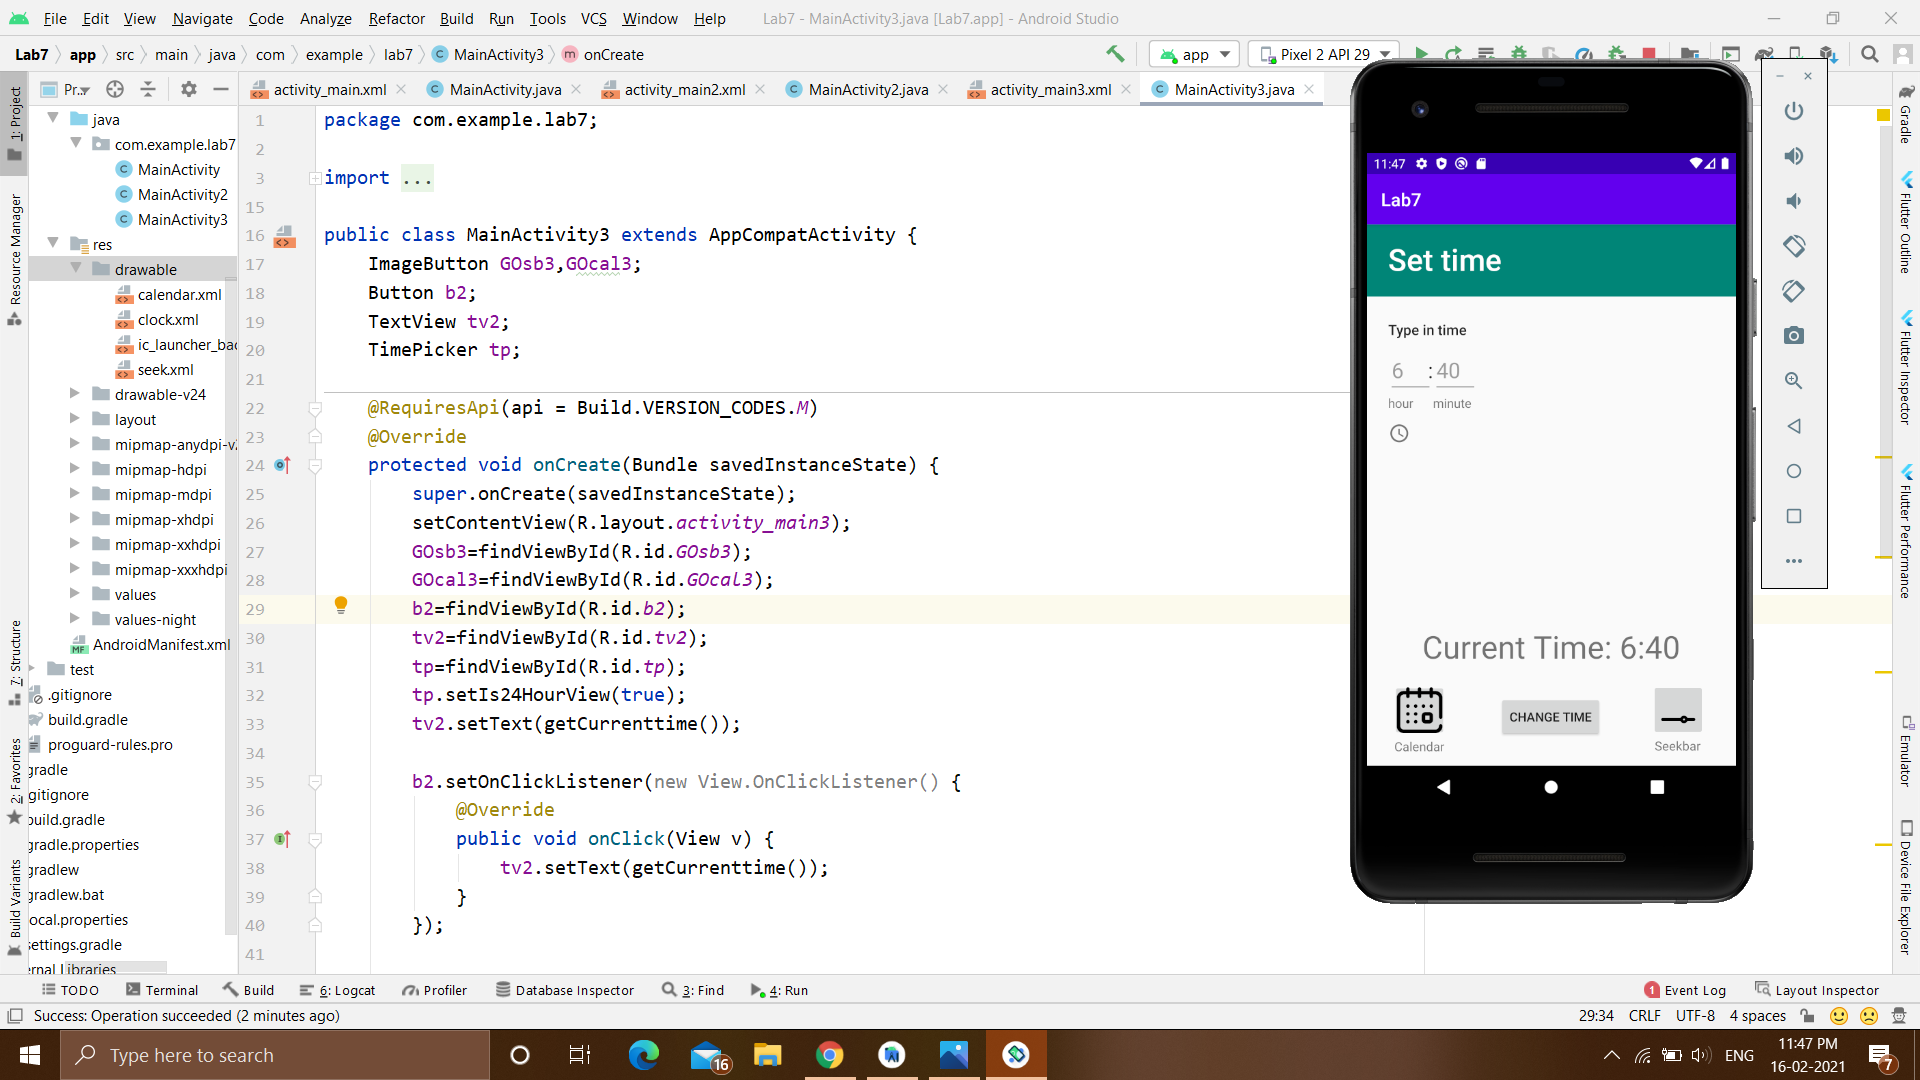 File Edit View Navigate Code Analyze Refactor Build Run Tools VCS Window Help Lab7 - MainActivity3.java [Lab7.app] - Android Studio
Lab7 app src main java com example lab7 MainActivity3 onCreate app Pixel 2 API 29
Pr... activity_main.xml MainActivity.java activity_main2.xml MainActivity2.java activity_main3.xml MainActivity3.java
1: Project
Resource Manager
7: Structure
2: Favorites
Build Variants
java
com.example.lab7
MainActivity
MainActivity2
MainActivity3
res
drawable
calendar.xml
clock.xml
ic_launcher_bac
seek.xml
drawable-v24
layout
mipmap-anydpi-v
mipmap-hdpi
mipmap-mdpi
mipmap-xhdpi
mipmap-xxhdpi
mipmap-xxxhdpi
values
values-night
AndroidManifest.xml
test
.gitignore
build.gradle
proguard-rules.pro
gradle
gitignore
build.gradle
gradle.properties
gradlew
gradlew.bat
ocal.properties
settings.gradle
ernal Libraries
1 package com.example.lab7;
2
3 import ...
15
16 public class MainActivity3 extends AppCompatActivity {
17 ImageButton GOsb3,GOcal3;
18 Button b2;
19 TextView tv2;
20 TimePicker tp;
21
22 @RequiresApi(api = Build.VERSION_CODES.M)
23 @Override
24 protected void onCreate(Bundle savedInstanceState) {
25 super.onCreate(savedInstanceState);
26 setContentView(R.layout.activity_main3);
27 GOsb3=findViewById(R.id.GOsb3);
28 GOcal3=findViewById(R.id.GOcal3);
29 b2=findViewById(R.id.b2);
30 tv2=findViewById(R.id.tv2);
31 tp=findViewById(R.id.tp);
32 tp.setIs24HourView(true);
33 tv2.setText(getCurrenttime());
34
35 b2.setOnClickListener(new View.OnClickListener() {
36 @Override
37 public void onClick(View v) {
38 tv2.setText(getCurrenttime());
39 }
40 });
41
11:47
Lab7
Set time
Type in time
6 : 40
hour minute
Current Time: 6:40
CHANGE TIME
Calendar Seekbar
Gradle
Flutter Outline
Flutter Inspector
Flutter Performance
Emulator
Device File Explorer
TODO Terminal Build 6: Logcat Profiler Database Inspector 3: Find 4: Run 1 Event Log Layout Inspector
Success: Operation succeeded (2 minutes ago) 29:34 CRLF UTF-8 4 spaces
Type here to search 16 ENG 11:47 PM
16-02-2021 7